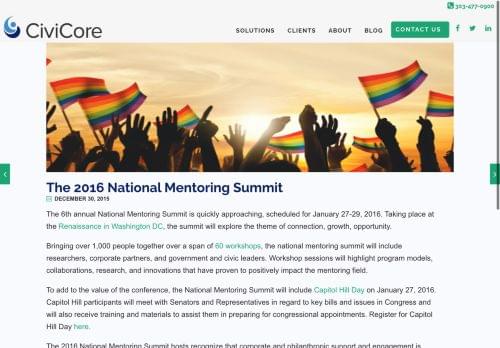 303-477-0900
CiviCore
SOLUTIONS CLIENTS ABOUT BLOG CONTACT US
The 2016 National Mentoring Summit
DECEMBER 30, 2015
The 6th annual National Mentoring Summit is quickly approaching, scheduled for January 27-29, 2016. Taking place at
the Renaissance in Washington DC, the summit will explore the theme of connection, growth, opportunity.
Bringing over 1,000 people together over a span of 60 workshops, the national mentoring summit will include
researchers, corporate partners, and government and civic leaders. Workshop sessions will highlight program models,
collaborations, research, and innovations that have proven to positively impact the mentoring field.
To add to the value of the conference, the National Mentoring Summit will include Capitol Hill Day on January 27, 2016.
Capitol Hill participants will meet with Senators and Representatives in regard to key bills and issues in Congress and
will also receive training and materials to assist them in preparing for congressional appointments. Register for Capitol
Hill Day here.
The 2016 National Mentoring Summit hosts recognize that corporate and philanthropic support and engagement is